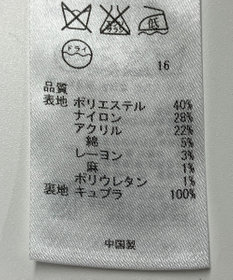 低
ドライ
16
品質
表地 ポリエステル 40%
ナイロン 28%
アクリル 22%
綿 5%
レーヨン 3%
麻 1%
ポリウレタン 1%
裏地 キュプラ 100%
中国製